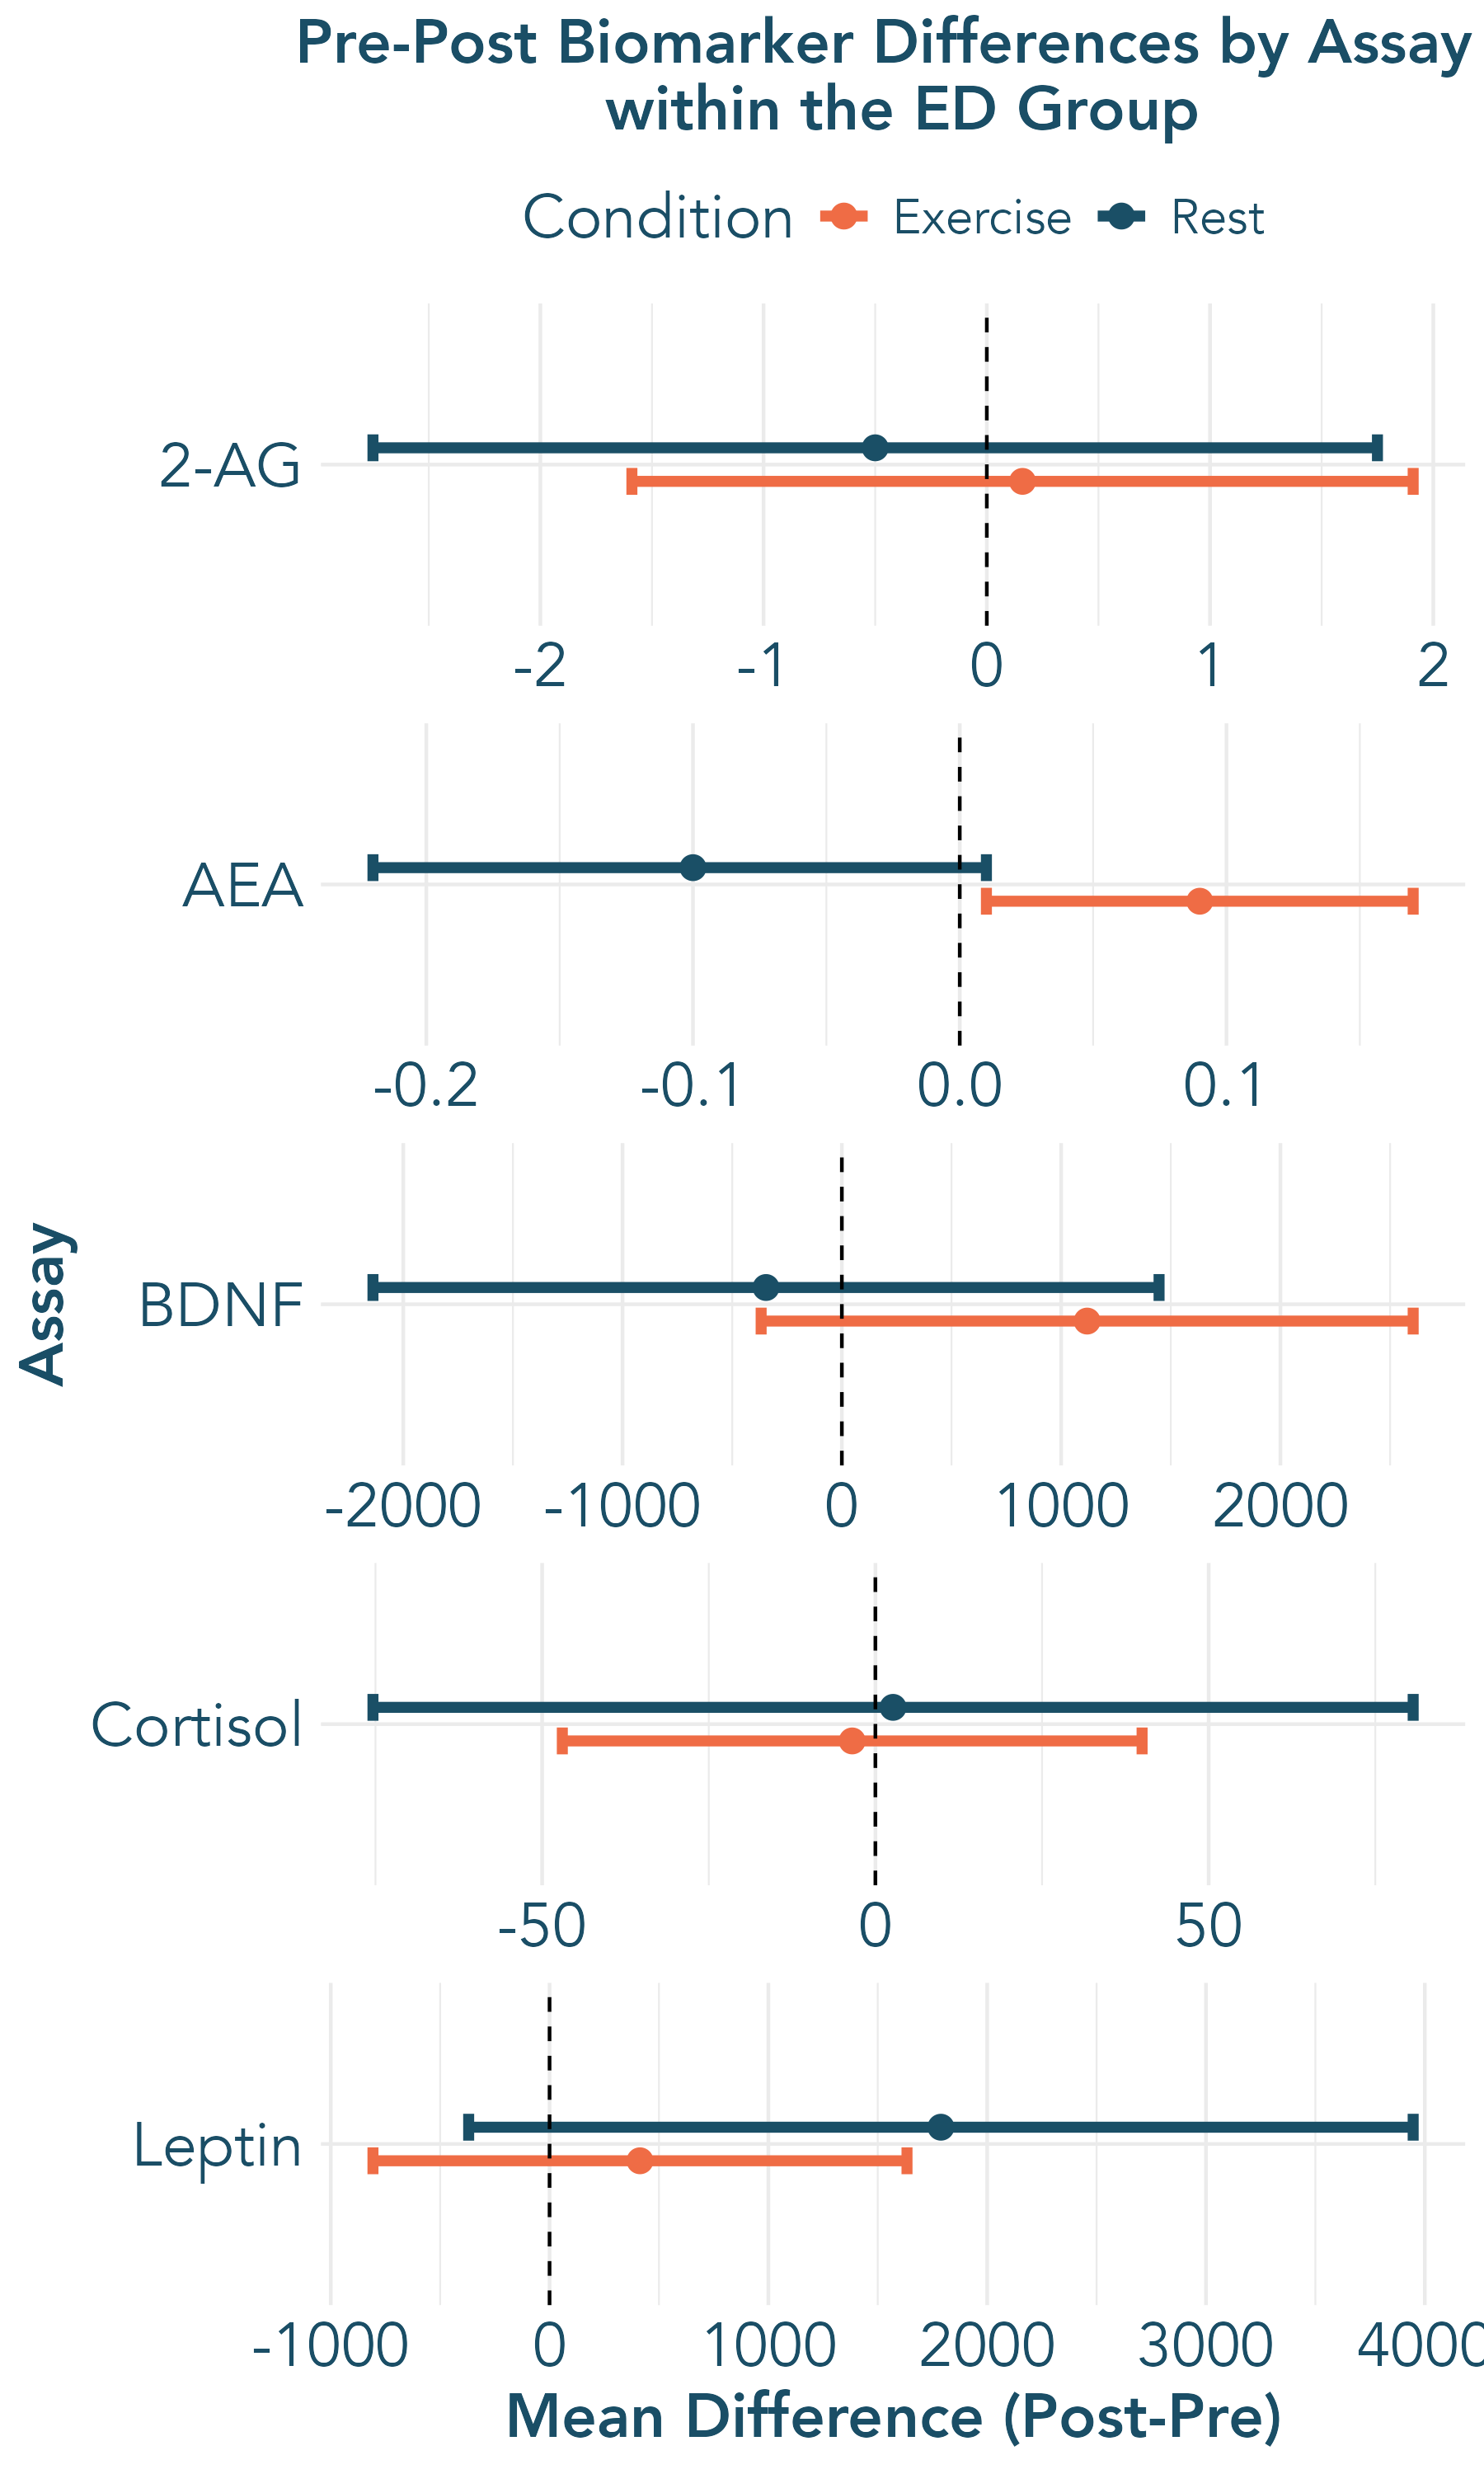 Pre-Post Biomarker Differences by Assay
within the ED Group
Condition Exercise Rest
2-AG
-2 -1 0 1 2
AEA
-0.2 -0.1 0.0 0.1
Assay
BDNF
-2000 -1000 0 1000 2000
Cortisol
-50 0 50
Leptin
-1000 0 1000 2000 3000 4000
Mean Difference (Post-Pre)